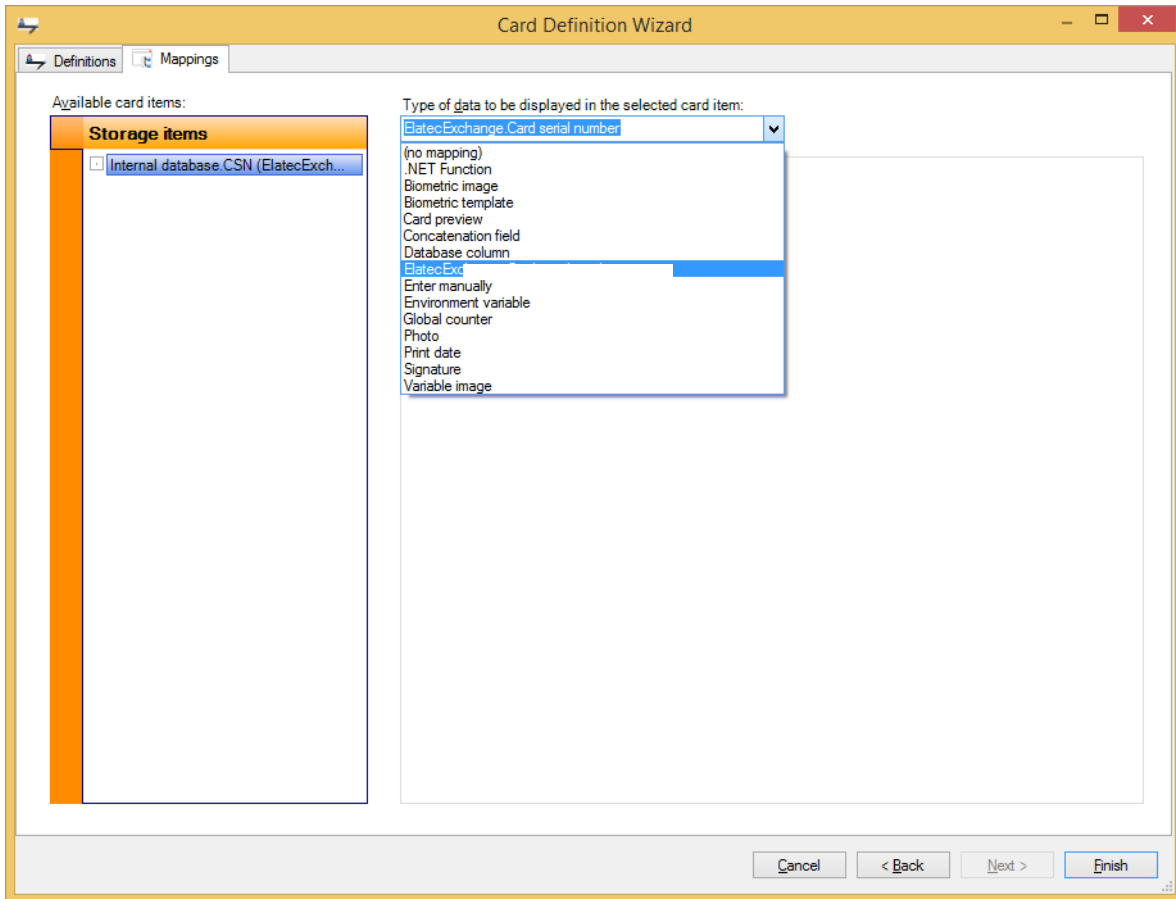 Card Definition Wizard
Definitions
Mappings
Available card items:
Storage items
Internal database.CSN (ElatecExch...
Type of data to be displayed in the selected card item:
ElatecExchange.Card serial number
(no mapping)
.NET Function
Biometric image
Biometric template
Card preview
Concatenation field
Database column
ElatecExc
Enter manually
Environment variable
Global counter
Photo
Print date
Signature
Variable image
Cancel
< Back
Next >
Finish